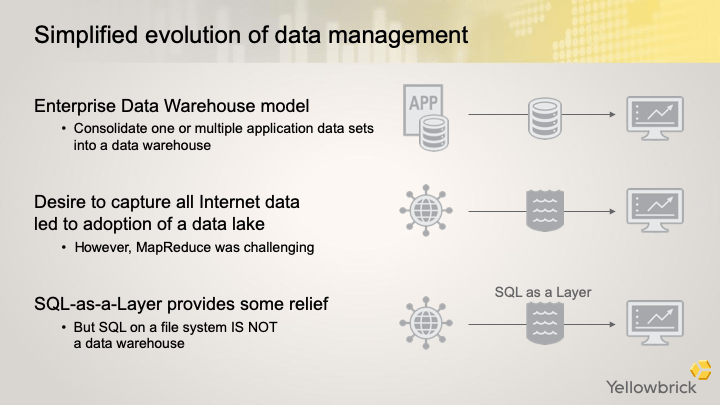 Simplified evolution of data management
Enterprise Data Warehouse model
• Consolidate one or multiple application data sets
into a data warehouse
APP
Desire to capture all Internet data
led to adoption of a data lake
• However, MapReduce was challenging
SQL-as-a-Layer provides some relief
• But SQL on a file system IS NOT
a data warehouse
SQL as a Layer
Yellowbrick